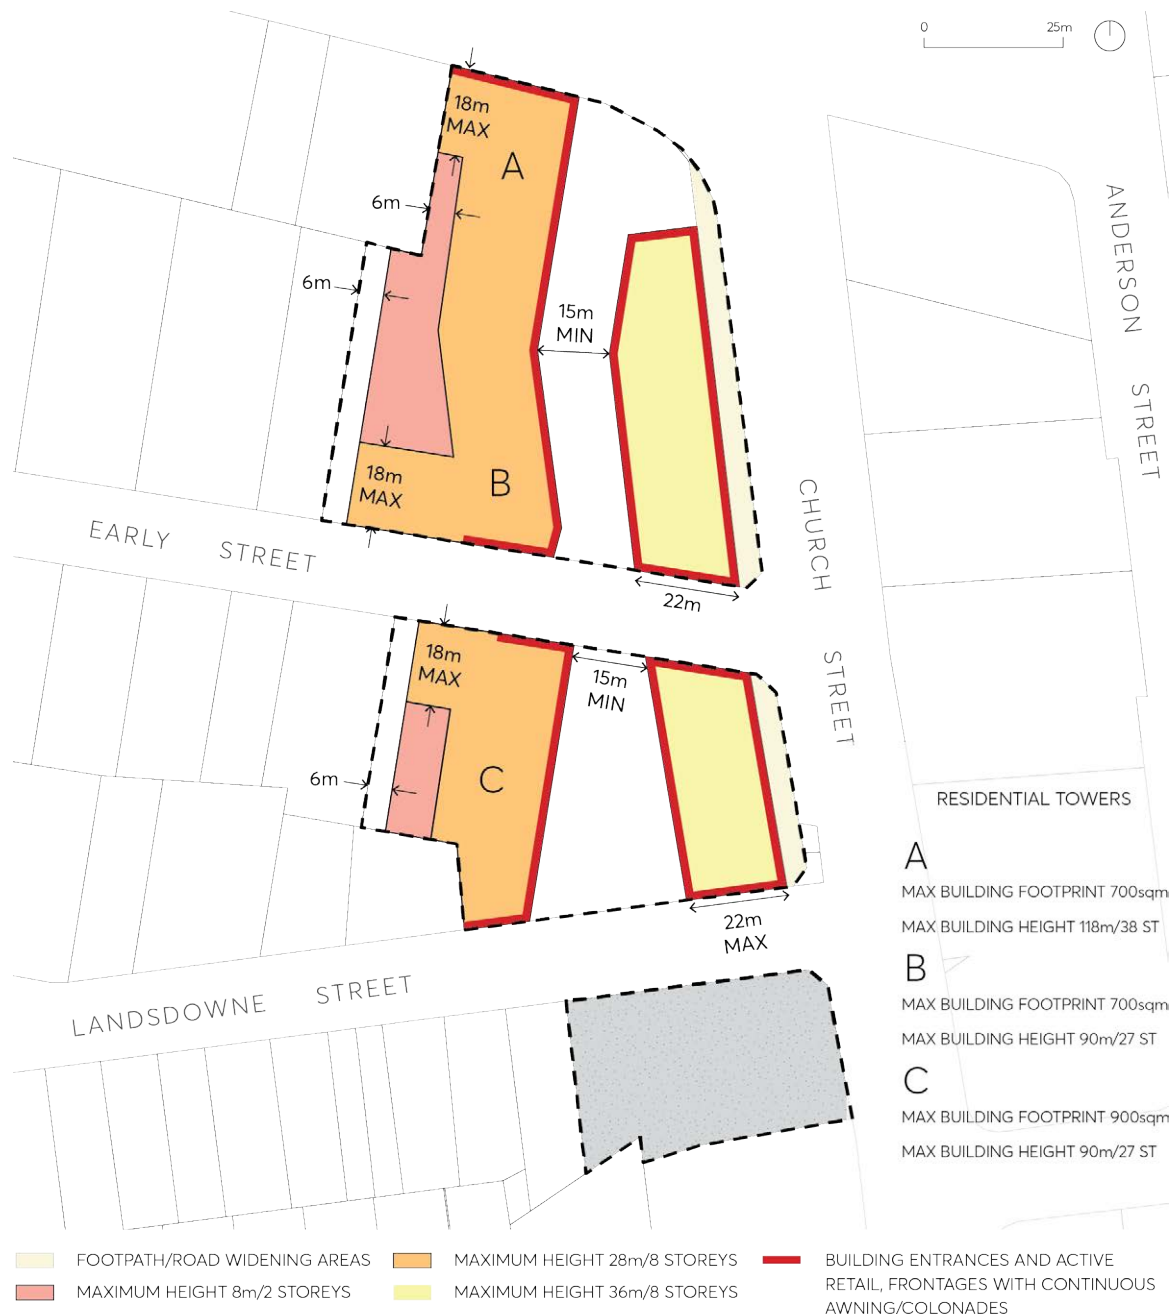 0 25m
18m
MAX
A
6m
6m
15m
MIN
18m
MAX
B
22m
EARLY STREET
CHURCH STREET
ANDERSON STREET
18m
MAX
15m
MIN
6m
C
22m
MAX
LANDSDOWNE STREET
RESIDENTIAL TOWERS
A
MAX BUILDING FOOTPRINT 700sqm
MAX BUILDING HEIGHT 118m/38 ST
B
MAX BUILDING FOOTPRINT 700sqm
MAX BUILDING HEIGHT 90m/27 ST
C
MAX BUILDING FOOTPRINT 900sqm
MAX BUILDING HEIGHT 90m/27 ST
FOOTPATH/ROAD WIDENING AREAS
MAXIMUM HEIGHT 8m/2 STOREYS
MAXIMUM HEIGHT 28m/8 STOREYS
MAXIMUM HEIGHT 36m/8 STOREYS
BUILDING ENTRANCES AND ACTIVE
RETAIL, FRONTAGES WITH CONTINUOUS
AWNING/COLONADES